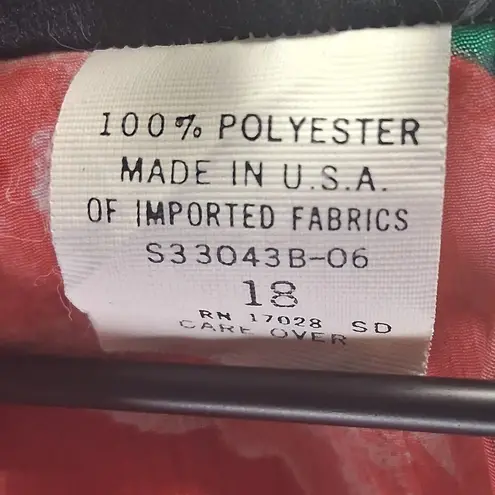 100% POLYESTER
MADE IN U.S.A.
OF IMPORTED FABRICS
S33043B-06
18
RN 17028 SD
CARE OVER